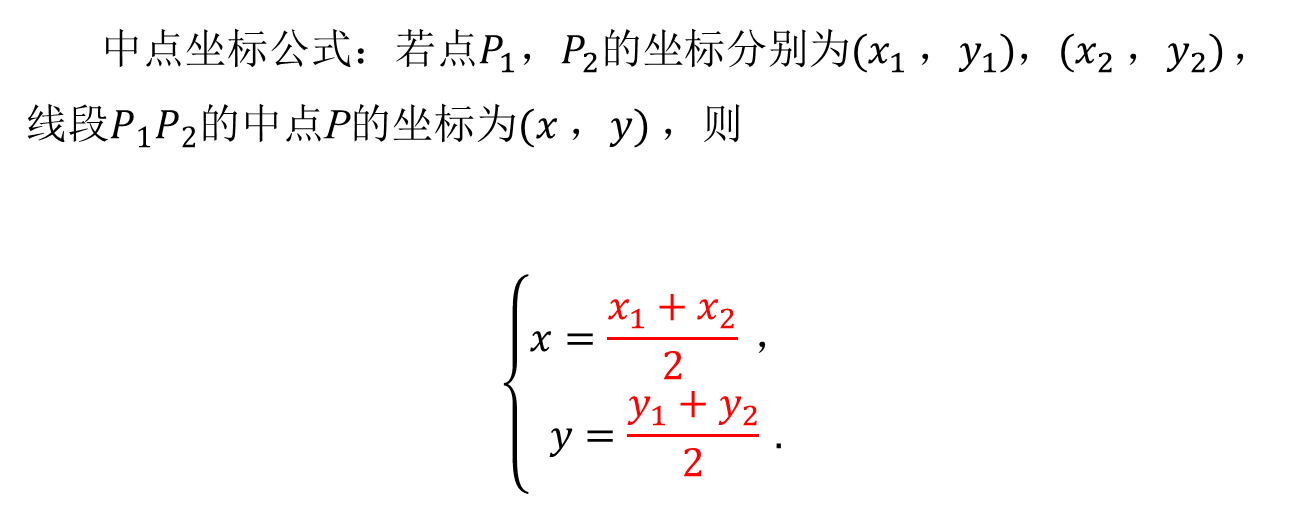 中点坐标公式：若点P₁，P₂的坐标分别为(x₁，y₁)，(x₂，y₂)，
线段P₁P₂的中点P的坐标为(x，y)，则
{ x = (x₁ + x₂)/2，
y = (y₁ + y₂)/2 .